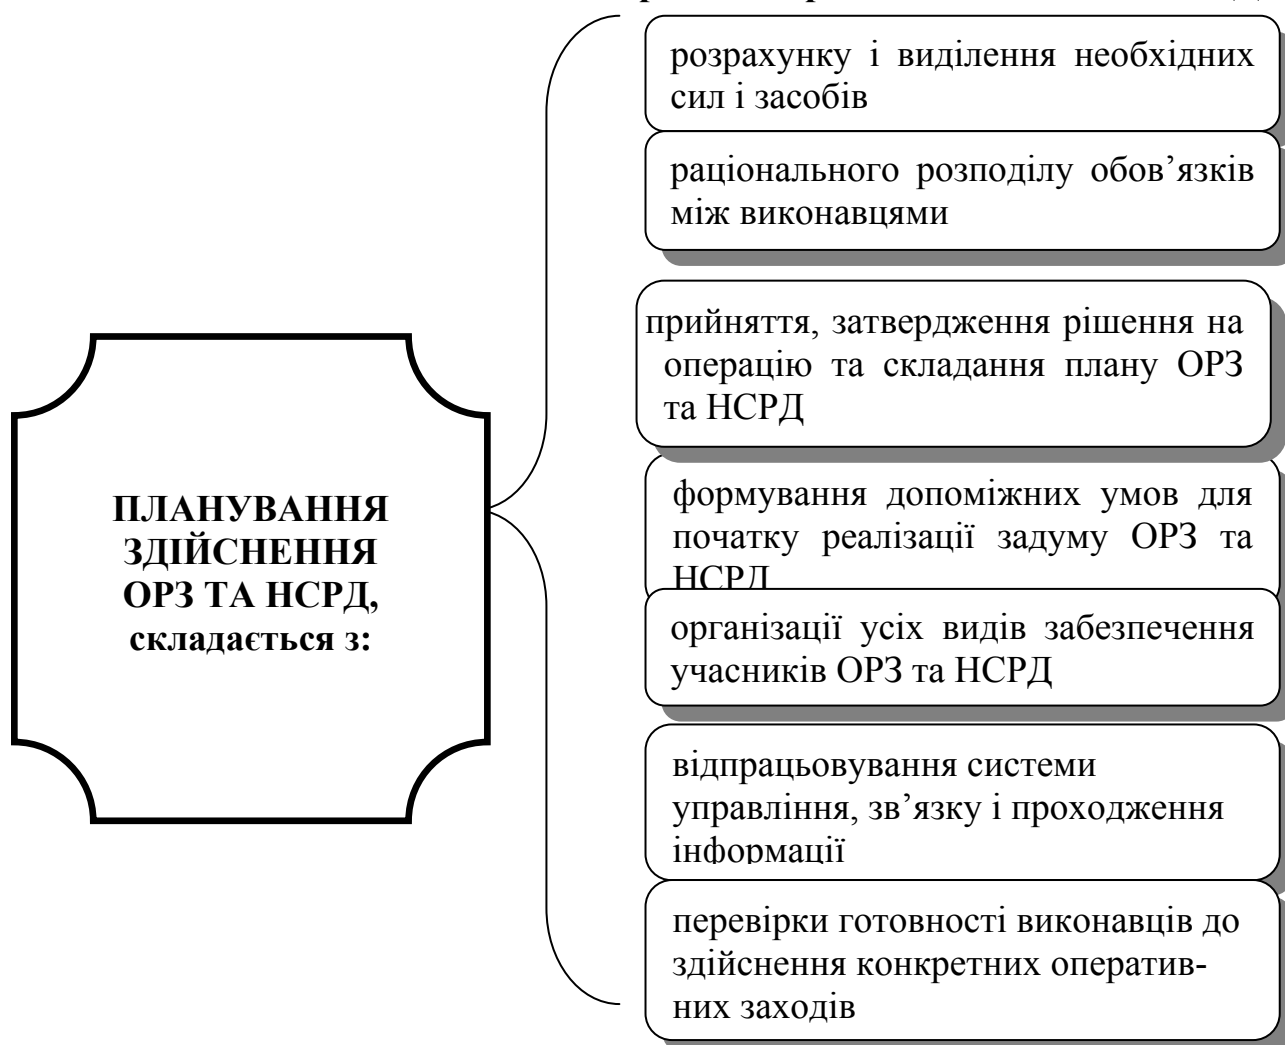 ПЛАНУВАННЯ
ЗДІЙСНЕННЯ
ОРЗ ТА НСРД,
складається з:
розрахунку і виділення необхідних
сил і засобів
раціонального розподілу обов’язків
між виконавцями
прийняття, затвердження рішення на
операцію та складання плану ОРЗ
та НСРД
формування допоміжних умов для
початку реалізації задуму ОРЗ та
НСРД
організації усіх видів забезпечення
учасників ОРЗ та НСРД
відпрацьовування системи
управління, зв’язку і проходження
інформації
перевірки готовності виконавців до
здійснення конкретних оператив-
них заходів